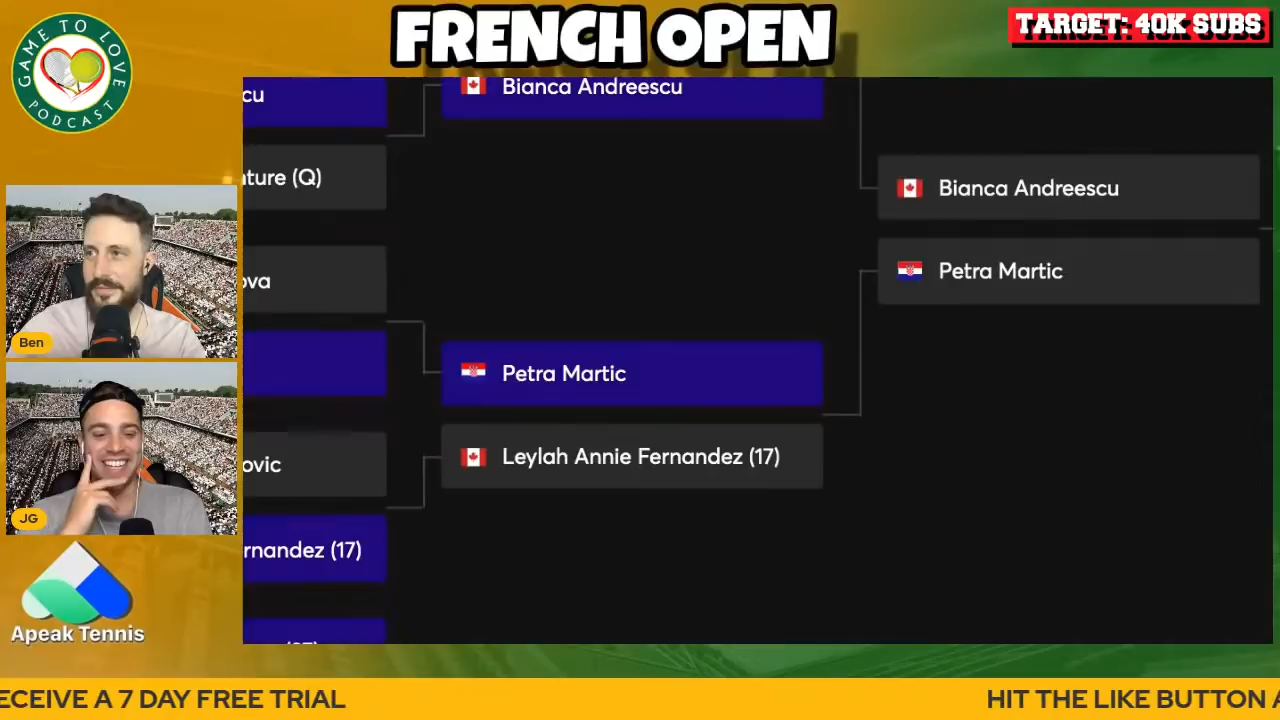 FRENCH OPEN
TARGET: 40K SUBS
GAME TO LOVE
PODCAST
cu
Bianca Andreescu
nture (Q)
Bianca Andreescu
Petra Martic
ova
Petra Martic
ovic
Leylah Annie Fernandez (17)
rnandez (17)
Ben
JG
Apeak Tennis
ECEIVE A 7 DAY FREE TRIAL
HIT THE LIKE BUTTON A